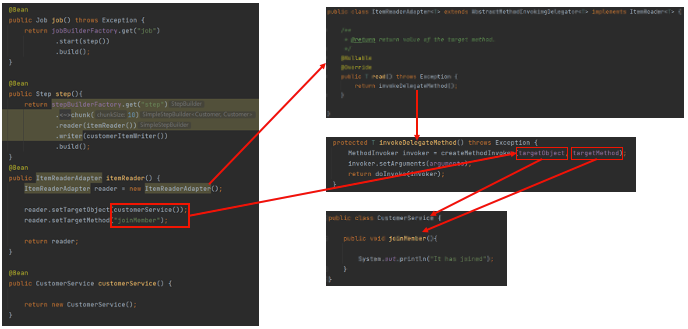 @Bean
public Job job() throws Exception {
return jobBuilderFactory.get("job")
.start(step())
.build();
}
@Bean
public Step step(){
return stepBuilderFactory.get("step") StepBuilder
.<~>chunk( chunkSize: 10) SimpleStepBuilder<Customer, Customer>
.reader(itemReader()) SimpleStepBuilder
.writer(customItemWriter())
.build();
}
@Bean
public ItemReaderAdapter itemReader() {
ItemReaderAdapter reader = new ItemReaderAdapter();
reader.setTargetObject(customerService());
reader.setTargetMethod("joinMember");
return reader;
}
@Bean
public CustomerService customerService() {
return new CustomerService();
}
public class ItemReaderAdapter<T> extends AbstractMethodInvokingDelegator<T> implements ItemReader<T> {
/**
* @return return value of the target method.
*/
@Nullable
@Override
public T read() throws Exception {
return invokeDelegateMethod();
}
}
protected T invokeDelegateMethod() throws Exception {
MethodInvoker invoker = createMethodInvoker(targetObject, targetMethod);
invoker.setArguments(arguments);
return doInvoke(invoker);
}
public class CustomerService {
public void joinMember(){
System.out.println("It has joined");
}
}